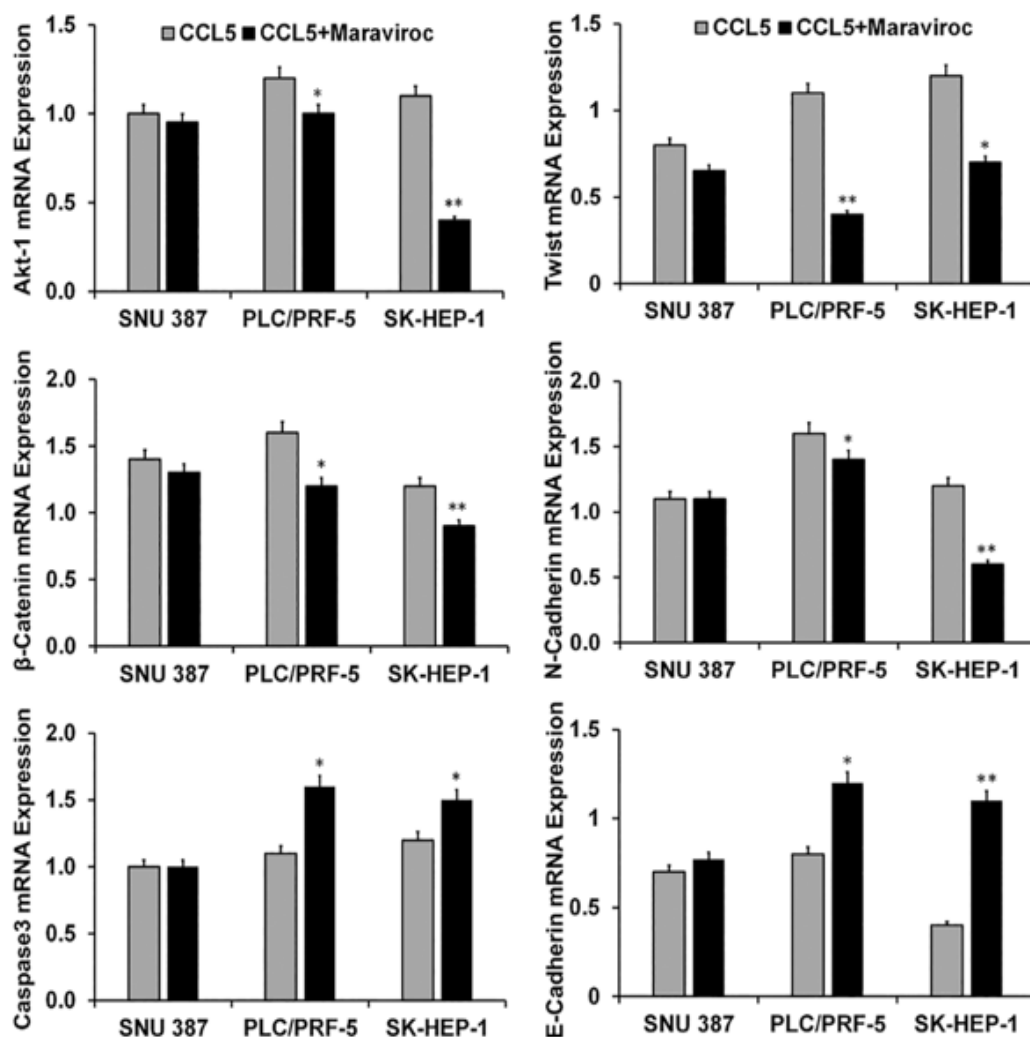 CCL5 CCL5+Maraviroc
Akt-1 mRNA Expression
1.5
1.0
0.5
0.0
*
**
SNU 387 PLC/PRF-5 SK-HEP-1
CCL5 CCL5+Maraviroc
Twist mRNA Expression
1.5
1
0.5
0
**
*
SNU 387 PLC/PRF-5 SK-HEP-1
β-Catenin mRNA Expression
2.0
1.5
1.0
0.5
0.0
*
**
SNU 387 PLC/PRF-5 SK-HEP-1
N-Cadherin mRNA Expression
2.0
1.5
1.0
0.5
0.0
*
**
SNU 387 PLC/PRF-5 SK-HEP-1
Caspase3 mRNA Expression
2.0
1.5
1.0
0.5
0.0
*
*
SNU 387 PLC/PRF-5 SK-HEP-1
E-Cadherin mRNA Expression
1.5
1
0.5
0
*
**
SNU 387 PLC/PRF-5 SK-HEP-1